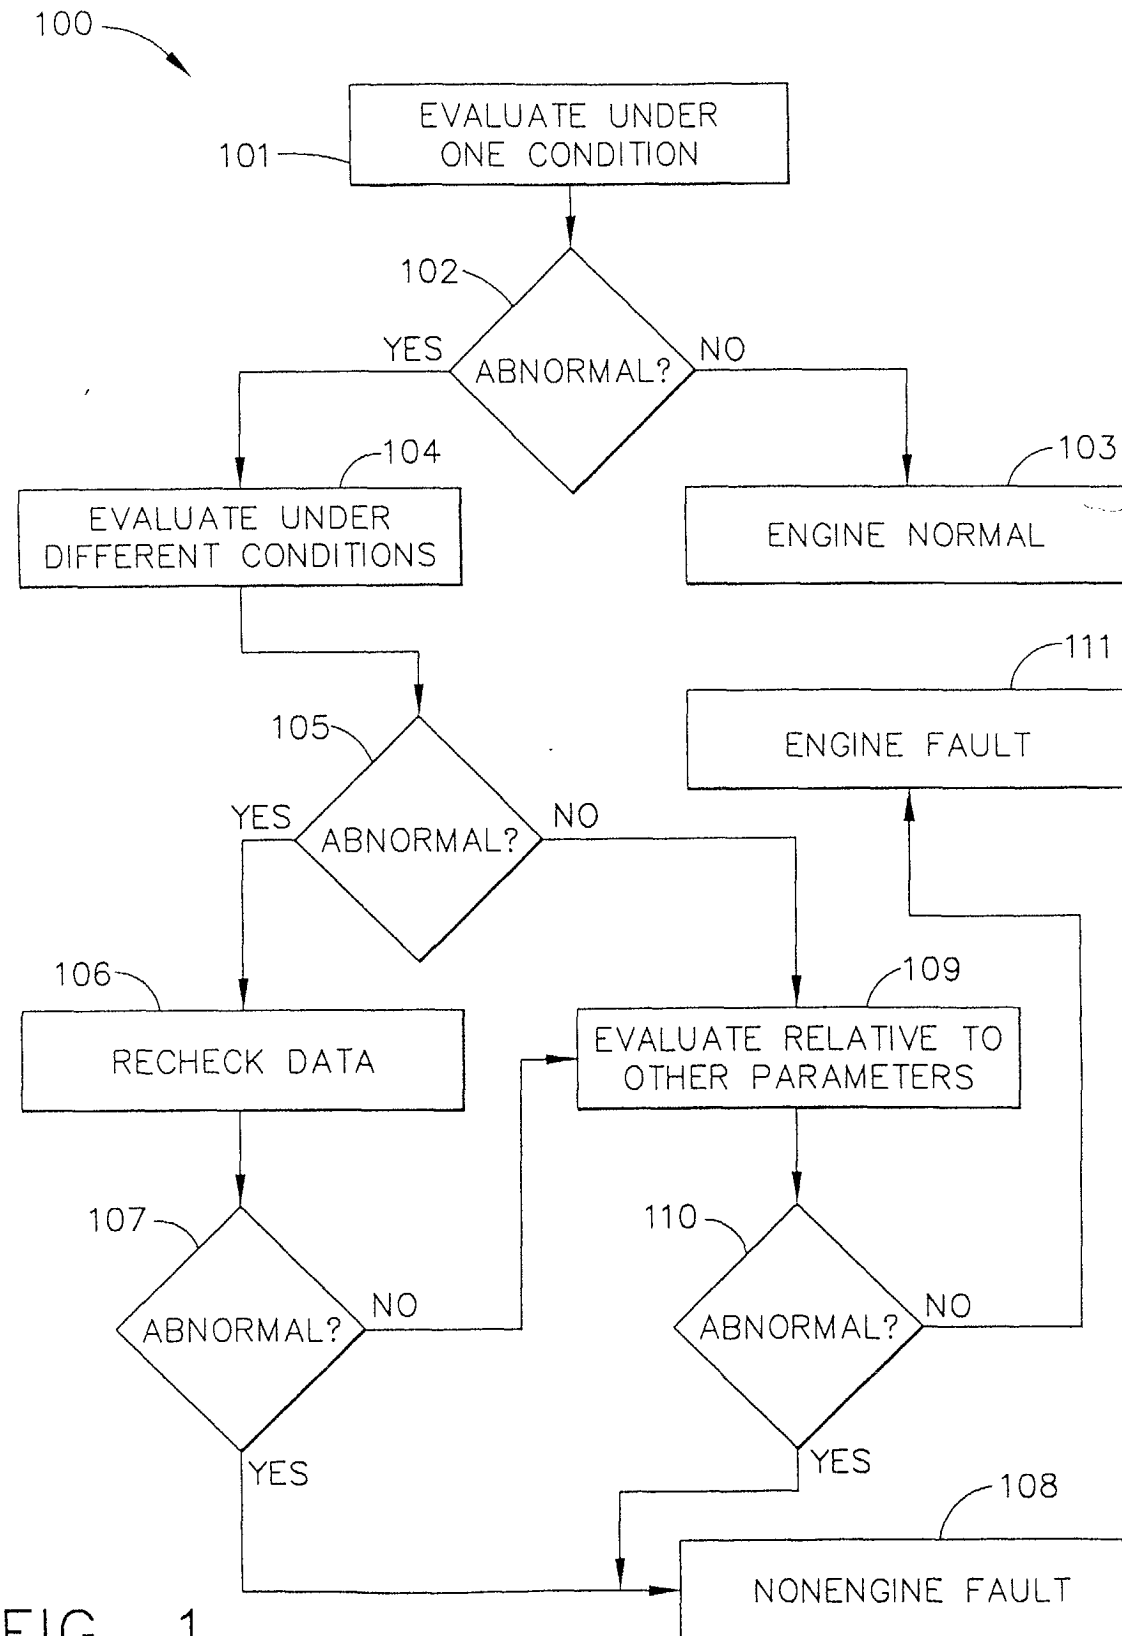 100
EVALUATE UNDER
ONE CONDITION
101
102
YES
NO
ABNORMAL?
104
103
EVALUATE UNDER
DIFFERENT CONDITIONS
ENGINE NORMAL
111
105
ENGINE FAULT
YES
NO
ABNORMAL?
106
109
RECHECK DATA
EVALUATE RELATIVE TO
OTHER PARAMETERS
107
110
NO
NO
ABNORMAL?
ABNORMAL?
YES
YES
108
NONENGINE FAULT
FIG. 1